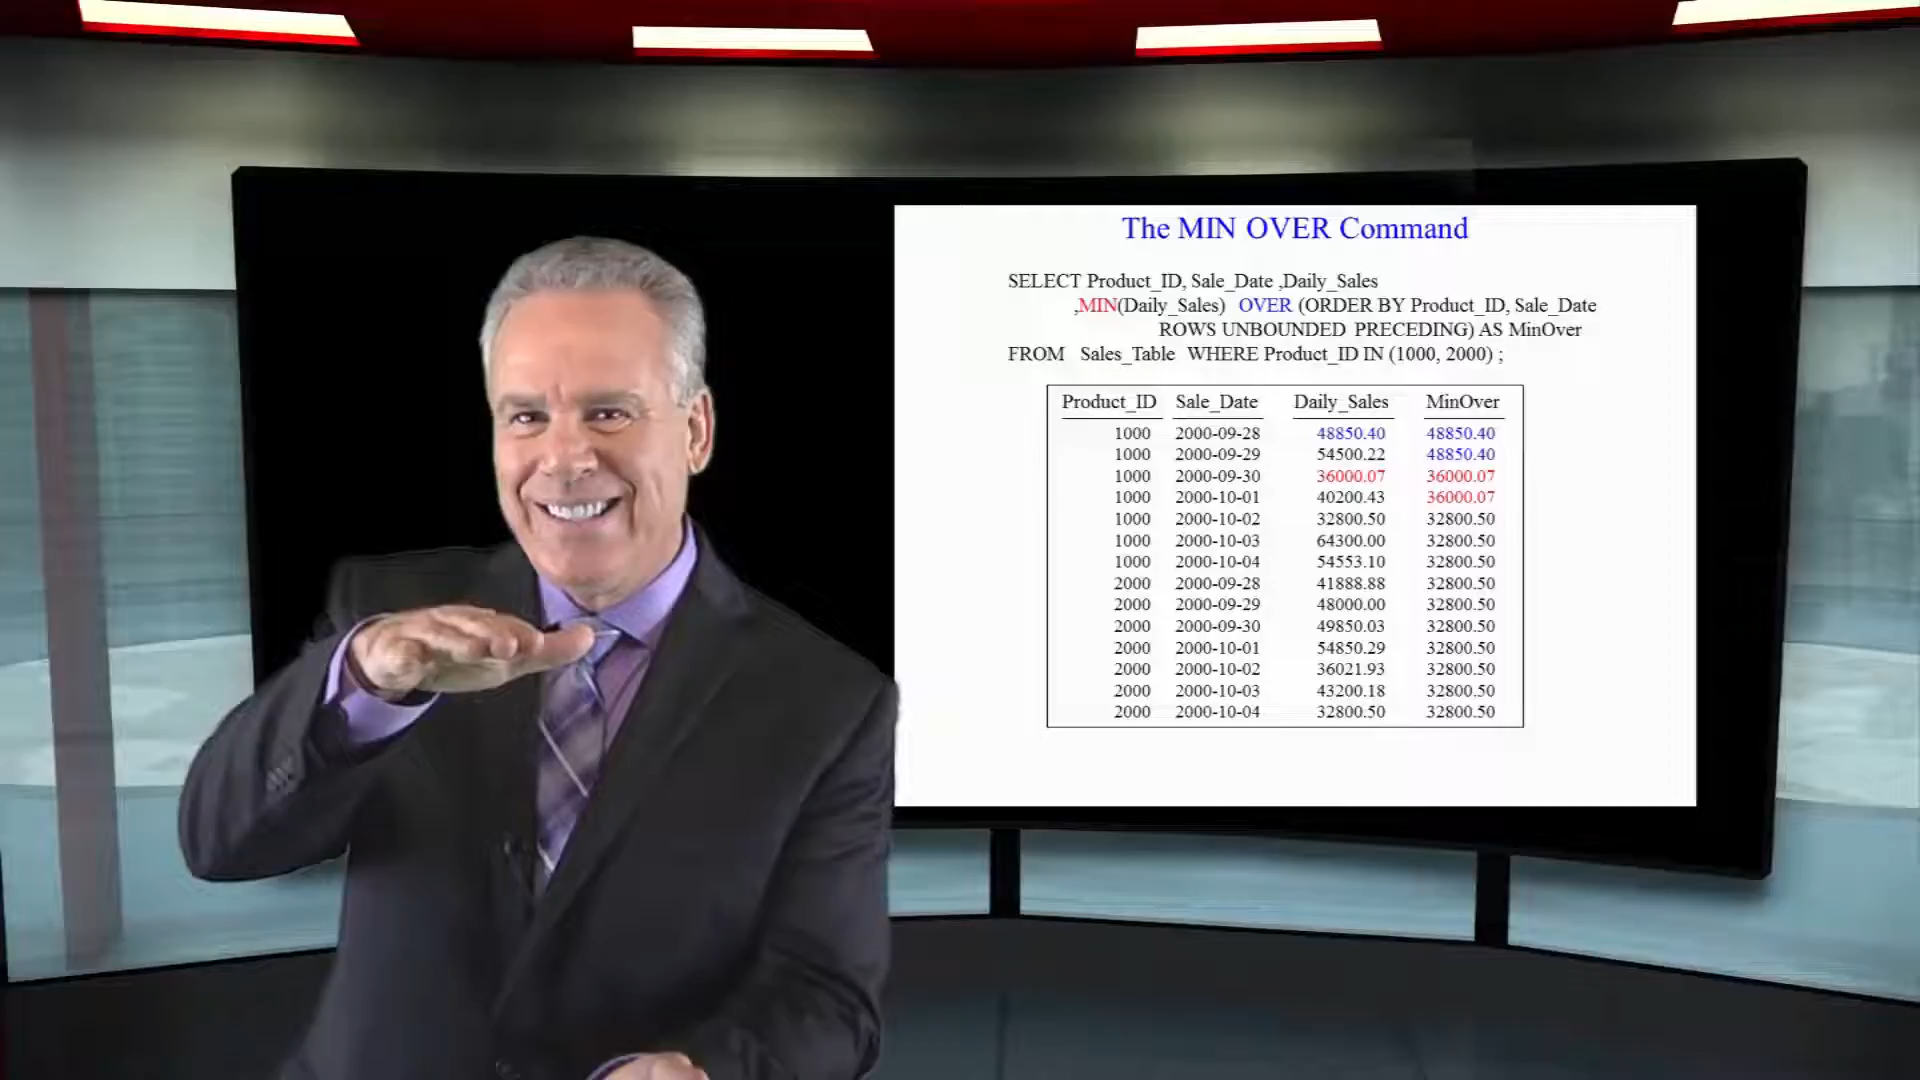 The MIN OVER Command
SELECT Product_ID, Sale_Date ,Daily_Sales
,MIN(Daily_Sales) OVER (ORDER BY Product_ID, Sale_Date
ROWS UNBOUNDED PRECEDING) AS MinOver
FROM Sales_Table WHERE Product_ID IN (1000, 2000) ;
Product_ID Sale_Date Daily_Sales MinOver
1000 2000-09-28 48850.40 48850.40
1000 2000-09-29 54500.22 48850.40
1000 2000-09-30 36000.07 36000.07
1000 2000-10-01 40200.43 36000.07
1000 2000-10-02 32800.50 32800.50
1000 2000-10-03 64300.00 32800.50
1000 2000-10-04 54553.10 32800.50
2000 2000-09-28 41888.88 32800.50
2000 2000-09-29 48000.00 32800.50
2000 2000-09-30 49850.03 32800.50
2000 2000-10-01 54850.29 32800.50
2000 2000-10-02 36021.93 32800.50
2000 2000-10-03 43200.18 32800.50
2000 2000-10-04 32800.50 32800.50